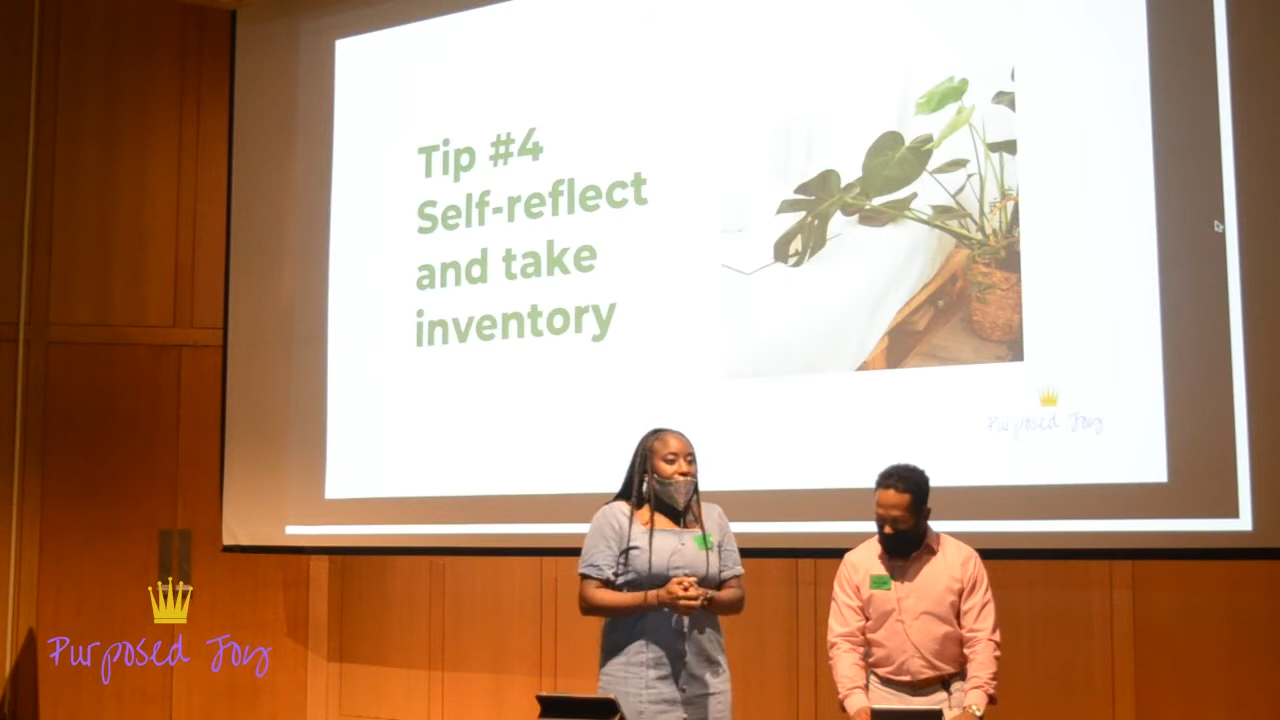 Tip #4
Self-reflect
and take
inventory
Purposed Joy
Purposed Joy